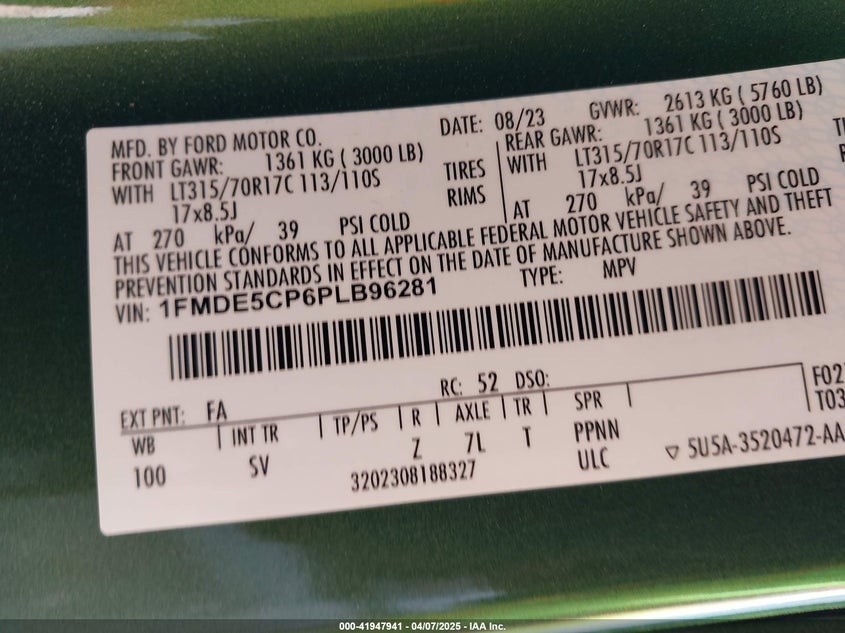 MFD. BY FORD MOTOR CO. DATE: 08/23 GVWR: 2613 KG ( 5760 LB)
FRONT GAWR: 1361 KG ( 3000 LB) REAR GAWR: 1361 KG ( 3000 LB)
WITH LT315/70R17C 113/110S TIRES WITH LT315/70R17C 113/110S
17x8.5J RIMS 17x8.5J
AT 270 kPa/ 39 PSI COLD AT 270 kPa/ 39 PSI COLD
THIS VEHICLE CONFORMS TO ALL APPLICABLE FEDERAL MOTOR VEHICLE SAFETY AND THEFT
PREVENTION STANDARDS IN EFFECT ON THE DATE OF MANUFACTURE SHOWN ABOVE.
VIN: 1FMDE5CP6PLB96281 TYPE: MPV
EXT PNT: FA RC: 52 DSO:
WB INT TR TP/PS R AXLE TR SPR
100 SV Z 7L T PPNN
3202308188327 ULC 5U5A-3520472-AA
000-41947941 - 04/07/2025 - IAA Inc.